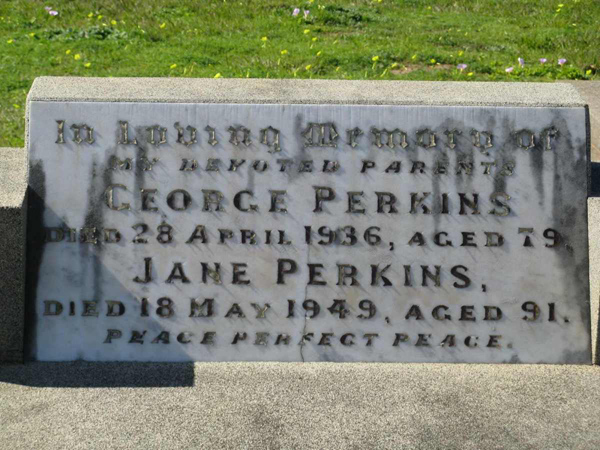 In Loving Memory of
MY DEVOTED PARENTS
GEORGE PERKINS
DIED 28 APRIL 1936, AGED 79.
JANE PERKINS,
DIED 18 MAY 1949, AGED 91.
PEACE PERFECT PEACE.